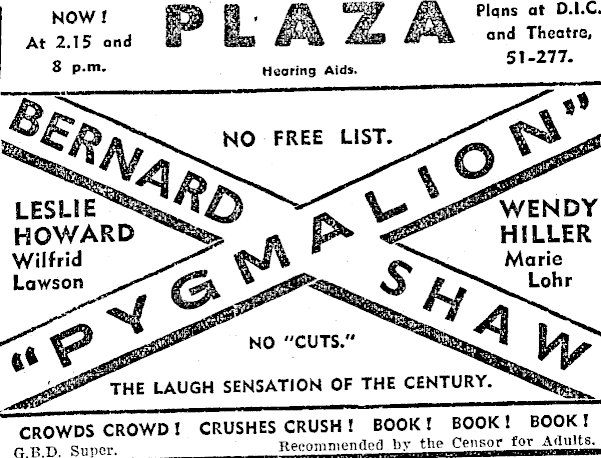 NOW! 
At 2.15 and
8 p.m.
PLAZA
Hearing Aids.
Plans at D.I.C.
and Theatre,
51-277.
BERNARD SHAW
NO FREE LIST.
"PYGMALION"
LESLIE
HOWARD
Wilfrid
Lawson
WENDY
HILLER
Marie
Lohr
NO "CUTS."
THE LAUGH SENSATION OF THE CENTURY.
CROWDS CROWD! CRUSHES CRUSH! BOOK! BOOK! BOOK!
G.B.D. Super. Recommended by the Censor for Adults.